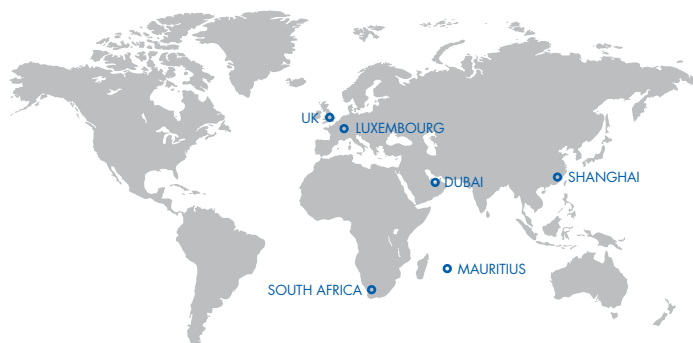 UK
LUXEMBOURG
DUBAI
SHANGHAI
MAURITIUS
SOUTH AFRICA